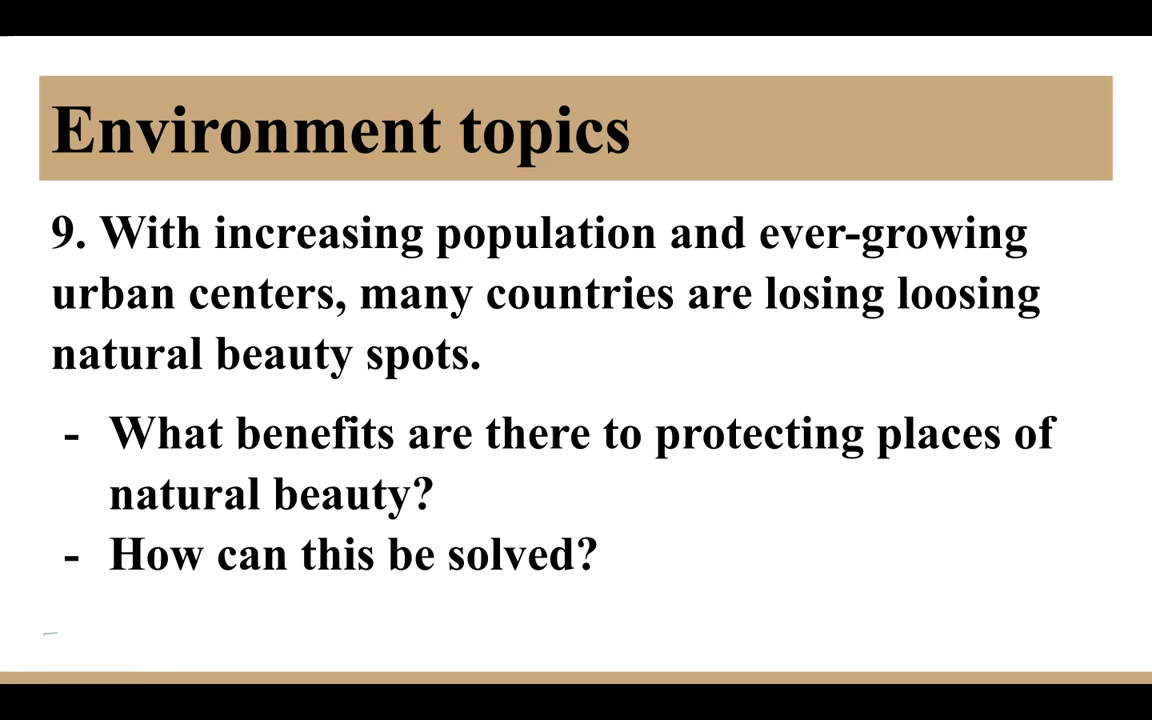 Environment topics
9. With increasing population and ever-growing
urban centers, many countries are losing loosing
natural beauty spots.
- What benefits are there to protecting places of
natural beauty?
- How can this be solved?